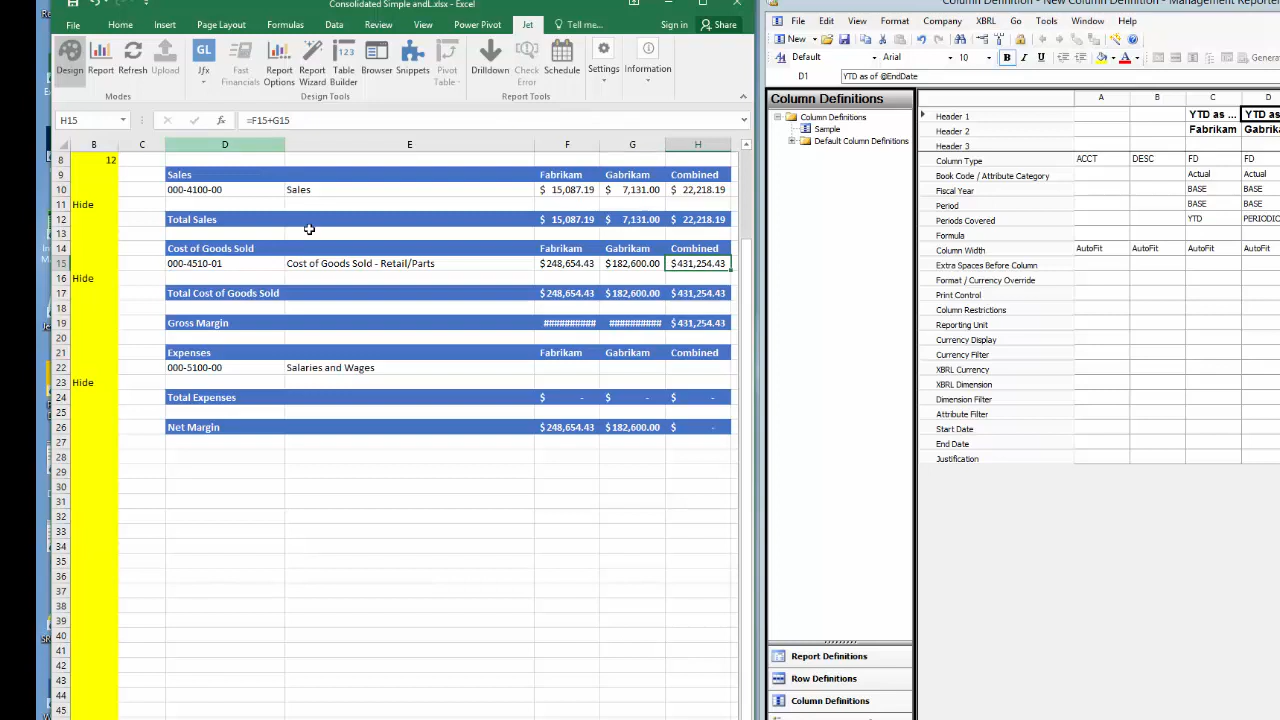 Consolidated Simple andL.xlsx - Excel
File Home Insert Page Layout Formulas Data Review View Power Pivot Jet Tell me... Sign in Share
Design Report Refresh Upload Jfx Fast Financials Report Options Report Wizard Table Builder Browser Snippets Pivot Table Drilldown Check Error Schedule Settings Information
GL
Modes Design Tools Report Tools
H15 fx =F15+G15
B C D E F G H
8 12
9 Sales Fabrikam Gabrikam Combined
10 000-4100-00 Sales $ 15,087.19 $ 7,131.00 $ 22,218.19
11 Hide
12 Total Sales $ 15,087.19 $ 7,131.00 $ 22,218.19
13
14 Cost of Goods Sold Fabrikam Gabrikam Combined
15 000-4510-01 Cost of Goods Sold - Retail/Parts $248,654.43 $182,600.00 $431,254.43
16 Hide
17 Total Cost of Goods Sold $248,654.43 $182,600.00 $431,254.43
18
19 Gross Margin ########## ########## $431,254.43
20
21 Expenses Fabrikam Gabrikam Combined
22 000-5100-00 Salaries and Wages
23 Hide
24 Total Expenses $ - $ - $ -
25
26 Net Margin $248,654.43 $182,600.00 $ -
27
28
29
30
31
32
33
34
35
36
37
38
39
40
41
42
43
44
45
Column Definition - New Column Definition - Management Reporter
File Edit View Format Company XBRL Go Tools Window Help
New
Default Arial 10 B I U A
D1 YTD as of @EndDate
Column Definitions
Column Definitions
Sample
Default Column Definitions
Report Definitions
Row Definitions
Column Definitions
A B C D
Header 1 YTD as ... YTD as
Header 2 Fabrikam Gabrik
Header 3
Column Type ACCT DESC FD FD
Book Code / Attribute Category Actual Actual
Fiscal Year BASE BASE
Period BASE BASE
Periods Covered YTD PERIODIC
Formula
Column Width AutoFit AutoFit AutoFit AutoFit
Extra Spaces Before Column
Format / Currency Override
Print Control
Column Restrictions
Reporting Unit
Currency Display
Currency Filter
XBRL Currency
XBRL Dimension
Dimension Filter
Attribute Filter
Start Date
End Date
Justification